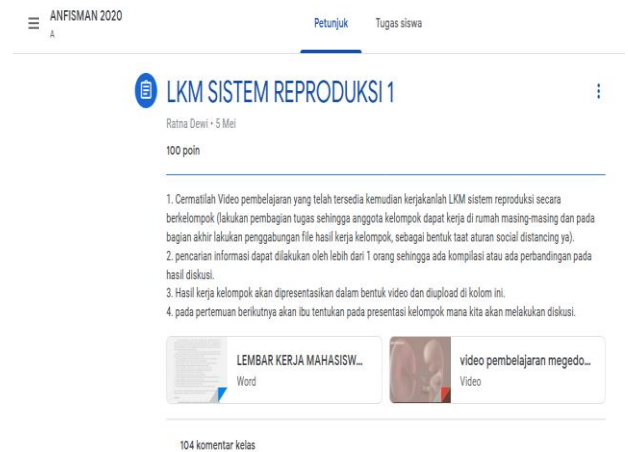 ANFISMAN 2020
A
Petunjuk
Tugas siswa
LKM SISTEM REPRODUKSI 1
Ratna Dewi • 5 Mei
100 poin
1. Cermatilah Video pembelajaran yang telah tersedia kemudian kerjakanlah LKM sistem reproduksi secara
berkelompok (lakukan pembagian tugas sehingga anggota kelompok dapat kerja di rumah masing-masing dan pada
bagian akhir lakukan penggabungan file hasil kerja kelompok, sebagai bentuk taat aturan social distancing ya).
2. pencarian informasi dapat dilakukan oleh lebih dari 1 orang sehingga ada kompilasi atau ada perbandingan pada
hasil diskusi.
3. Hasil kerja kelompok akan dipresentasikan dalam bentuk video dan diupload di kolom ini.
4. pada pertemuan berikutnya akan ibu tentukan pada presentasi kelompok mana kita akan melakukan diskusi.
LEMBAR KERJA MAHASISW...
Word
video pembelajaran megedo...
Video
104 komentar kelas